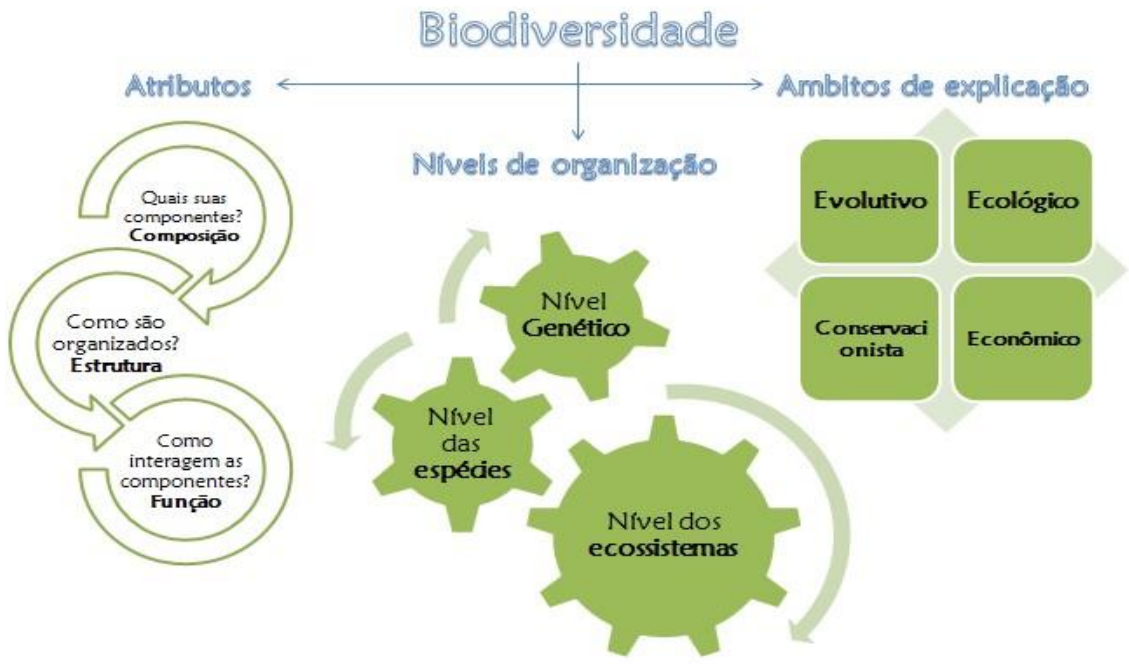 Biodiversidade
Atributos
Ambitos de explicação
Níveis de organização
Quais suas
componentes?
Composição
Como são
organizados?
Estrutura
Como
interagem as
componentes?
Função
Nível
Genético
Nível
das
espécies
Nível dos
ecossistemas
Evolutivo
Ecológico
Conservaci
onista
Econômico